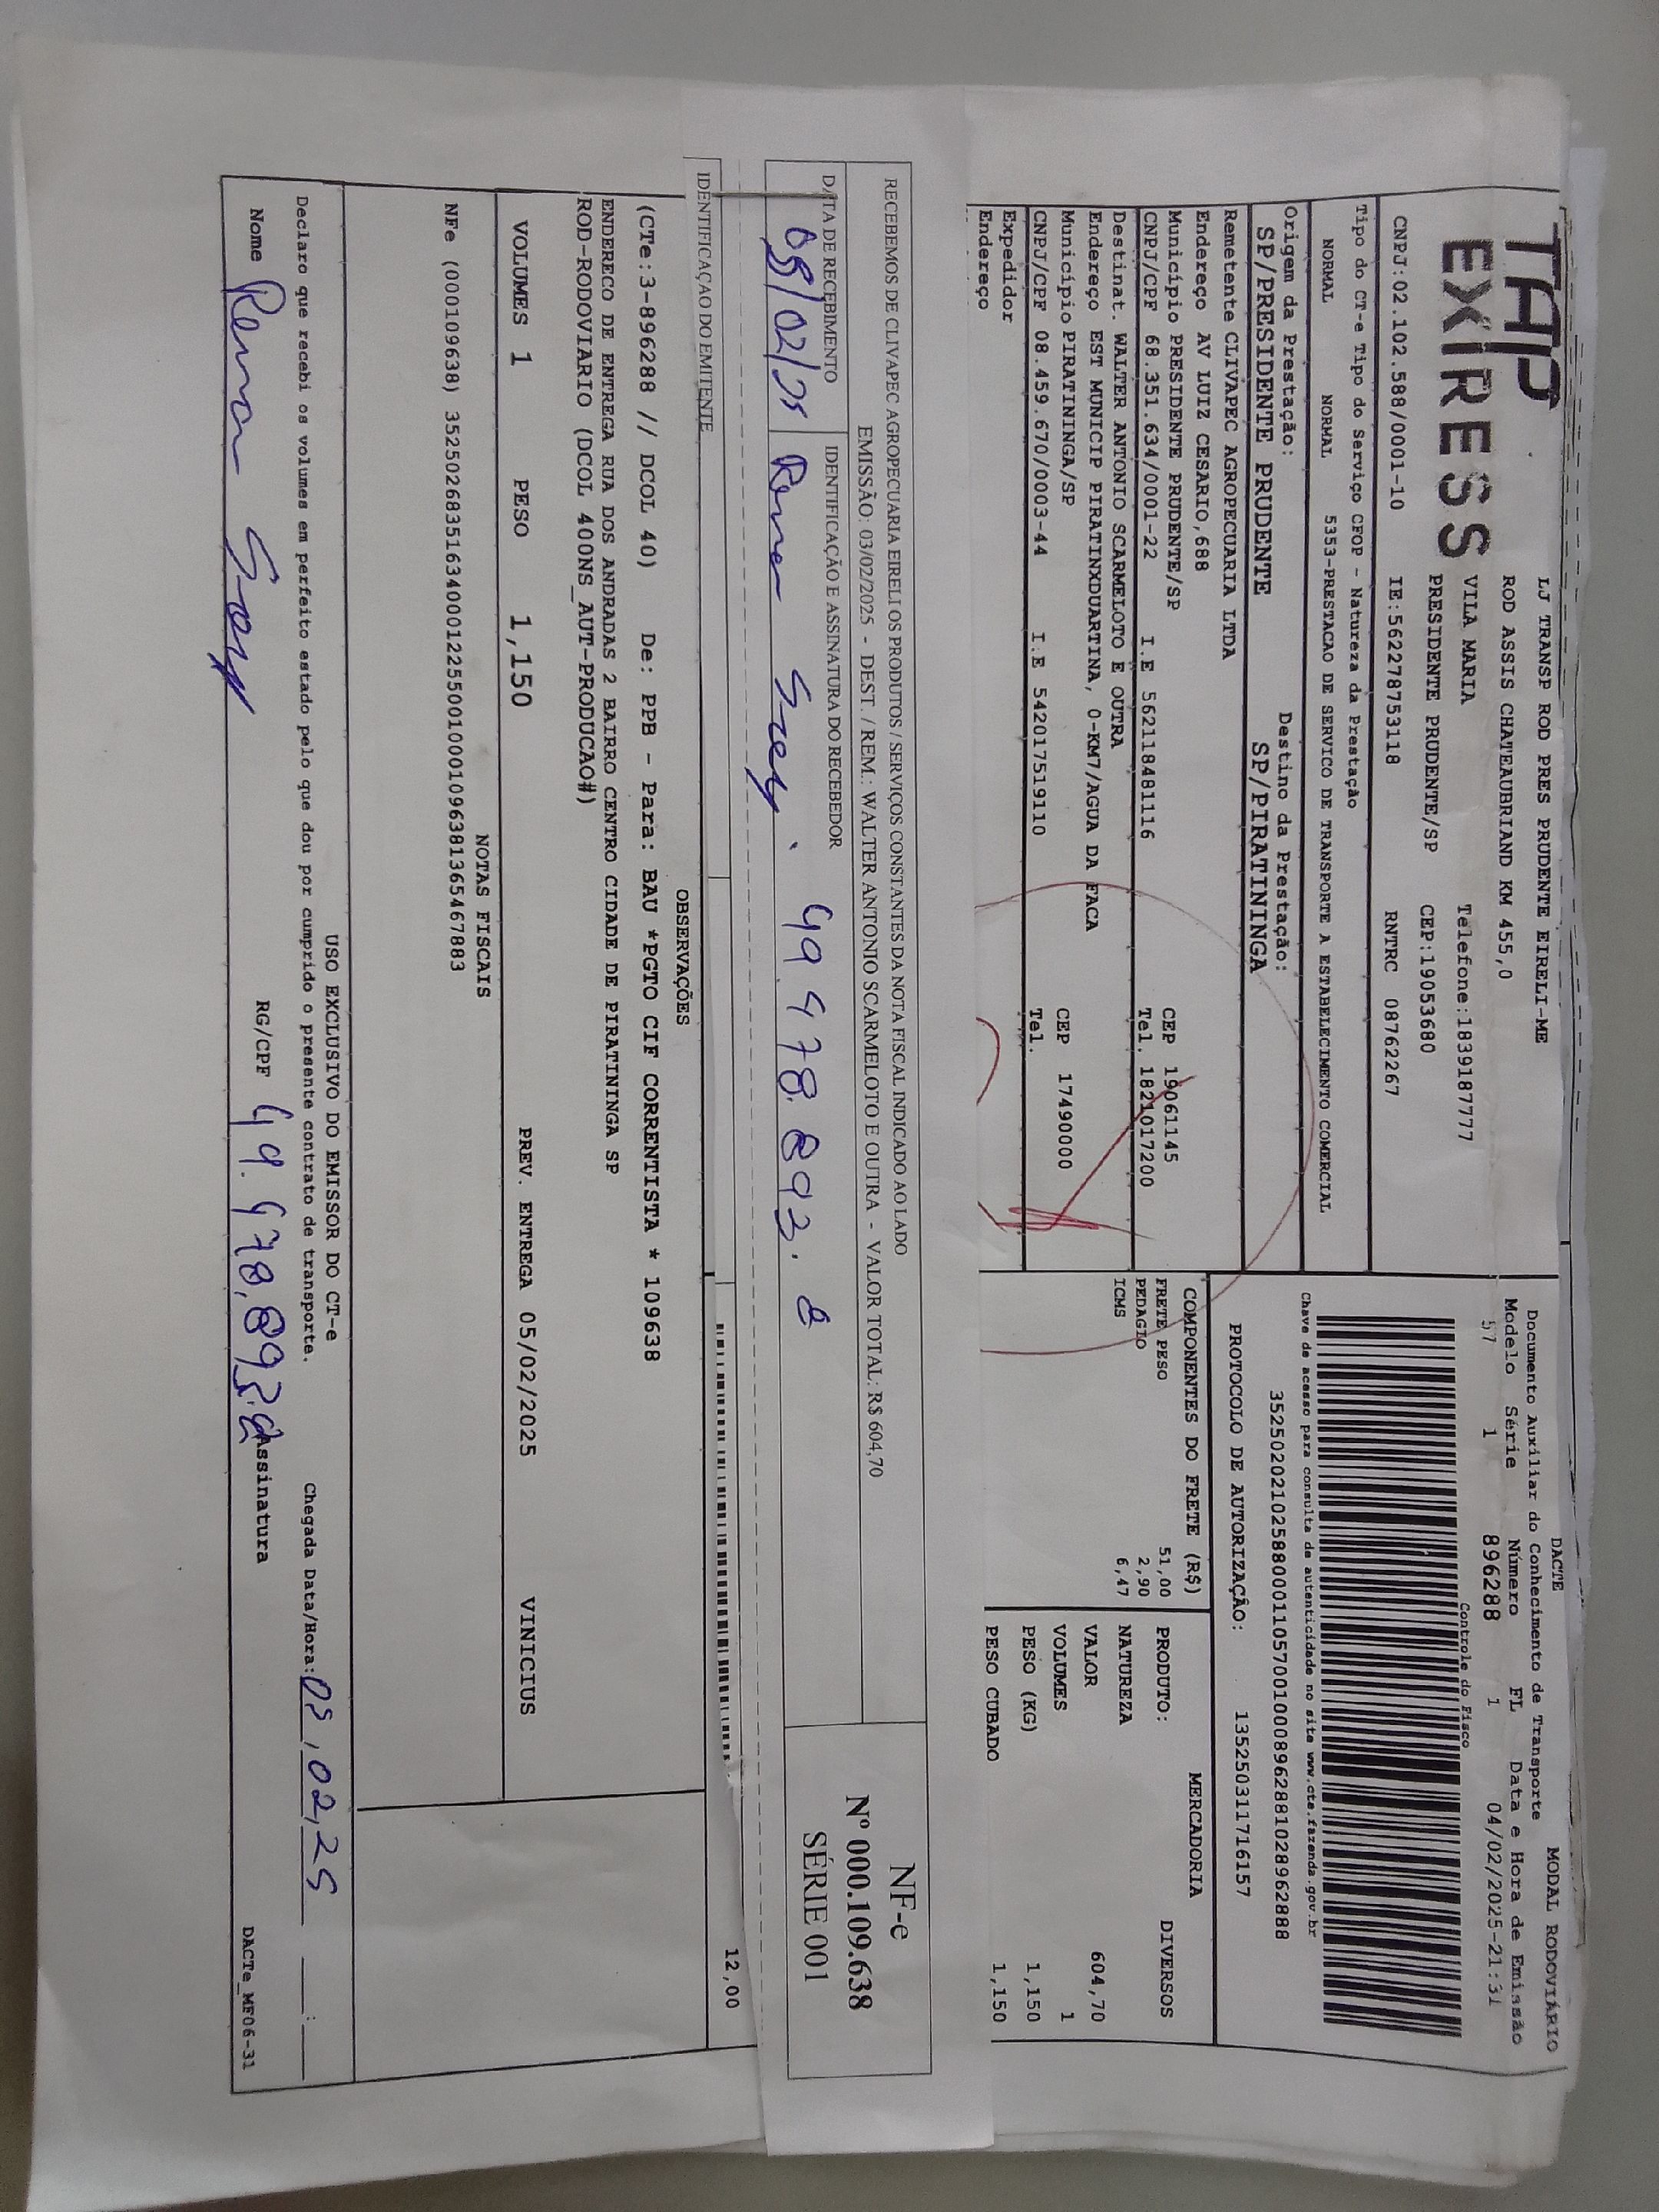 TAP
EXPRESS
LJ TRANSP ROD PRES PRUDENTE EIRELI-ME
ROD ASSIS CHATEAUBRIAND KM 455,0
VILA MARIA Telefone:1839187777
PRESIDENTE PRUDENTE/SP CEP:19053680
CNPJ:02.102.588/0001-10 IE:562278753118 RNTRC 08762267
DACTE MODAL RODOVIÁRIO
Documento Auxiliar do Conhecimento de Transporte
Modelo Série Número FL Data e Hora de Emissão
57 1 896288 1 04/02/2025-21:31
Controle do Fisco
Tipo do CT-e Tipo do Serviço CFOP - Natureza da Prestação
NORMAL NORMAL 5353-PRESTACAO DE SERVICO DE TRANSPORTE A ESTABELECIMENTO COMERCIAL
Chave de acesso para consulta de autenticidade no site www.cte.fazenda.gov.br
35250202102588000110570010008962881028962888
Origem da Prestação: Destino da Prestação:
SP/PRESIDENTE PRUDENTE SP/PIRATININGA
PROTOCOLO DE AUTORIZAÇÃO: 135250311716157
Remetente CLIVAPEC AGROPECUARIA LTDA
Endereço AV LUIZ CESARIO,688
Município PRESIDENTE PRUDENTE/SP CEP 19061145
CNPJ/CPF 68.351.634/0001-22 I.E 562118481116 Tel. 1821017200
Destinat. WALTER ANTONIO SCARMELOTO E OUTRA
Endereço EST MUNICIP PIRATINXDUARTINA, 0-KM7/AGUA DA FACA
Município PIRATININGA/SP CEP 17490000
CNPJ/CPF 08.459.670/0003-44 I.E 542017519110 Tel.
Expedidor
Endereço
COMPONENTES DO FRETE (R$)
FRETE PESO 51,00
PEDAGIO 2,90
ICMS 6,47
MERCADORIA
PRODUTO: DIVERSOS
NATUREZA
VALOR 604,70
VOLUMES 1
PESO (KG) 1,150
PESO CUBADO 1,150
RECEBEMOS DE CLIVAPEC AGROPECUARIA EIRELI OS PRODUTOS / SERVIÇOS CONSTANTES DA NOTA FISCAL INDICADO AO LADO
EMISSÃO: 03/02/2025 - DEST. / REM.: WALTER ANTONIO SCARMELOTO E OUTRA - VALOR TOTAL: R$ 604,70
DATA DE RECEBIMENTO IDENTIFICAÇÃO E ASSINATURA DO RECEBEDOR
NF-e
Nº 000.109.638
SÉRIE 001
IDENTIFICAÇÃO DO EMITENTE
12,00
OBSERVAÇÕES
(CTe:3-896288 // DCOL 40) De: PPB - Para: BAU *PGTO CIF CORRENTISTA * 109638
ENDERECO DE ENTREGA RUA DOS ANDRADAS 2 BAIRRO CENTRO CIDADE DE PIRATININGA SP
ROD-RODOVIARIO (DCOL 400NS_AUT-PRODUCAO#)
VOLUMES 1 PESO 1,150 PREV. ENTREGA 05/02/2025 VINICIUS
NOTAS FISCAIS
NFe (000109638) 35250268351634000122550010001096381365467883
USO EXCLUSIVO DO EMISSOR DO CT-e
Declaro que recebi os volumes em perfeito estado pelo que dou por cumprido o presente contrato de transporte. Chegada Data/Hora:
Nome RG/CPF Assinatura
DACTe_MF06-31